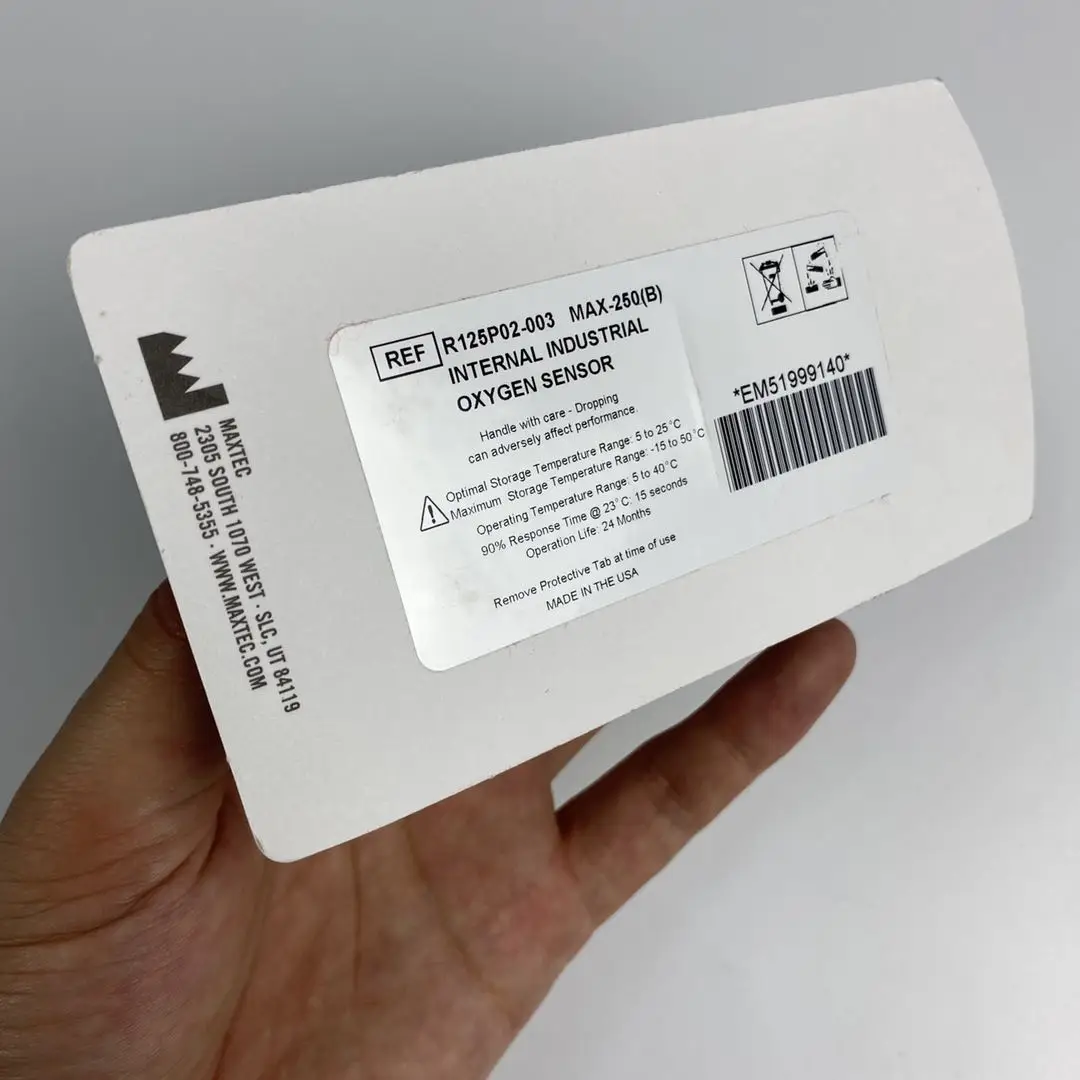 REF R125P02-003 MAX-250(B)
INTERNAL INDUSTRIAL
OXYGEN SENSOR
Handle with care - Dropping
can adversely affect performance.
Optimal Storage Temperature Range: 5 to 25°C
Maximum Storage Temperature Range: -15 to 50°C
Operating Temperature Range: 5 to 40°C
90% Response Time @ 23°C: 15 seconds
Operation Life: 24 Months
Remove Protective Tab at time of use
MADE IN THE USA
*EM51999140*
MAXTEC
2305 SOUTH 1070 WEST · SLC, UT 84119
800-748-5355 · WWW.MAXTEC.COM